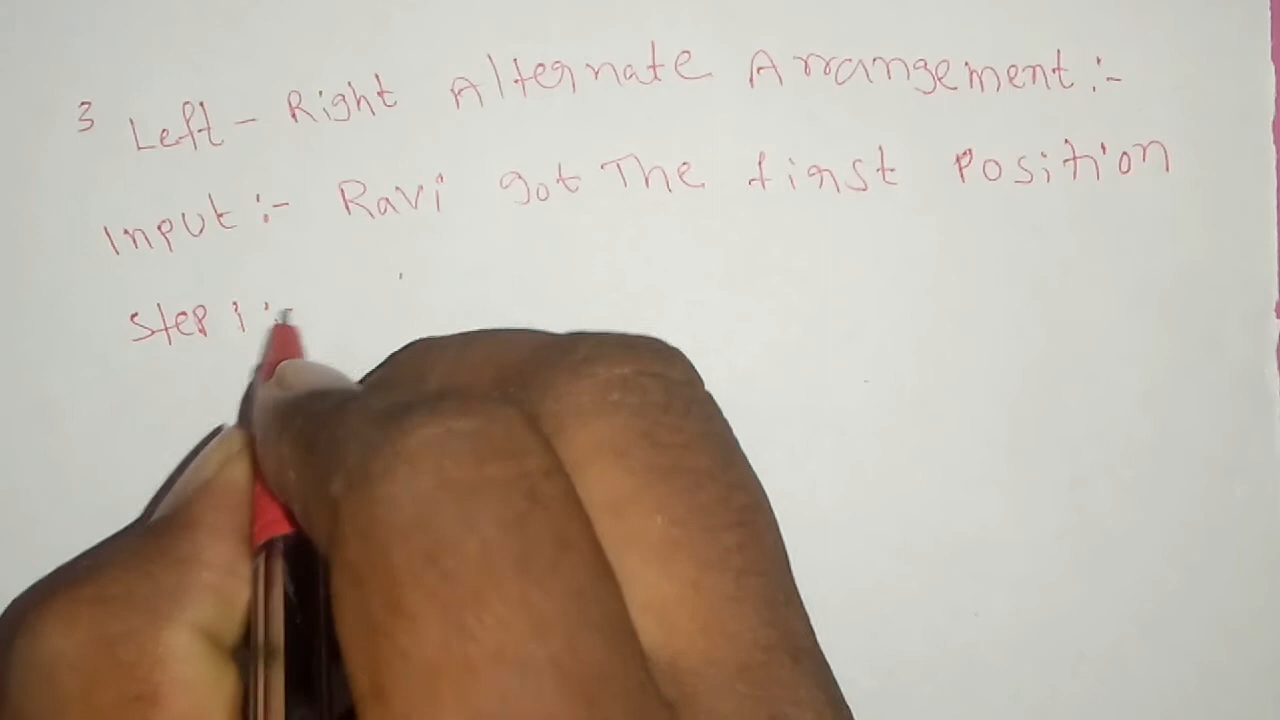 3 Left - Right Alternate Arrangement :-
Input :- Ravi got The first Position
Step 1 :-